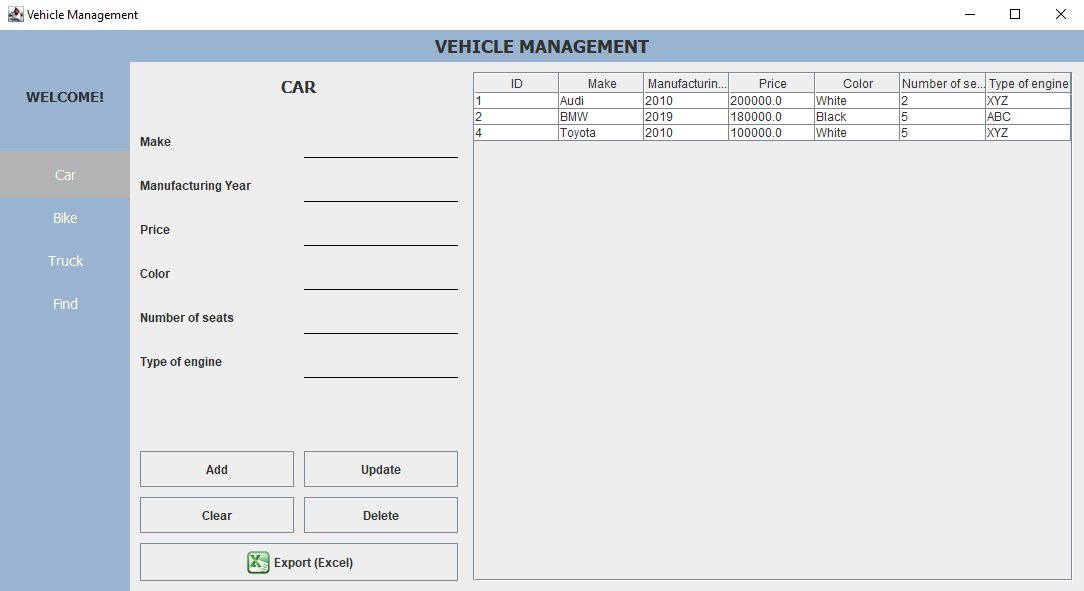 Vehicle Management
VEHICLE MANAGEMENT
WELCOME!
Car
Bike
Truck
Find
CAR
Make
Manufacturing Year
Price
Color
Number of seats
Type of engine
Add Update
Clear Delete
Export (Excel)
ID Make Manufacturin... Price Color Number of se... Type of engine
1 Audi 2010 200000.0 White 2 XYZ
2 BMW 2019 180000.0 Black 5 ABC
4 Toyota 2010 100000.0 White 5 XYZ